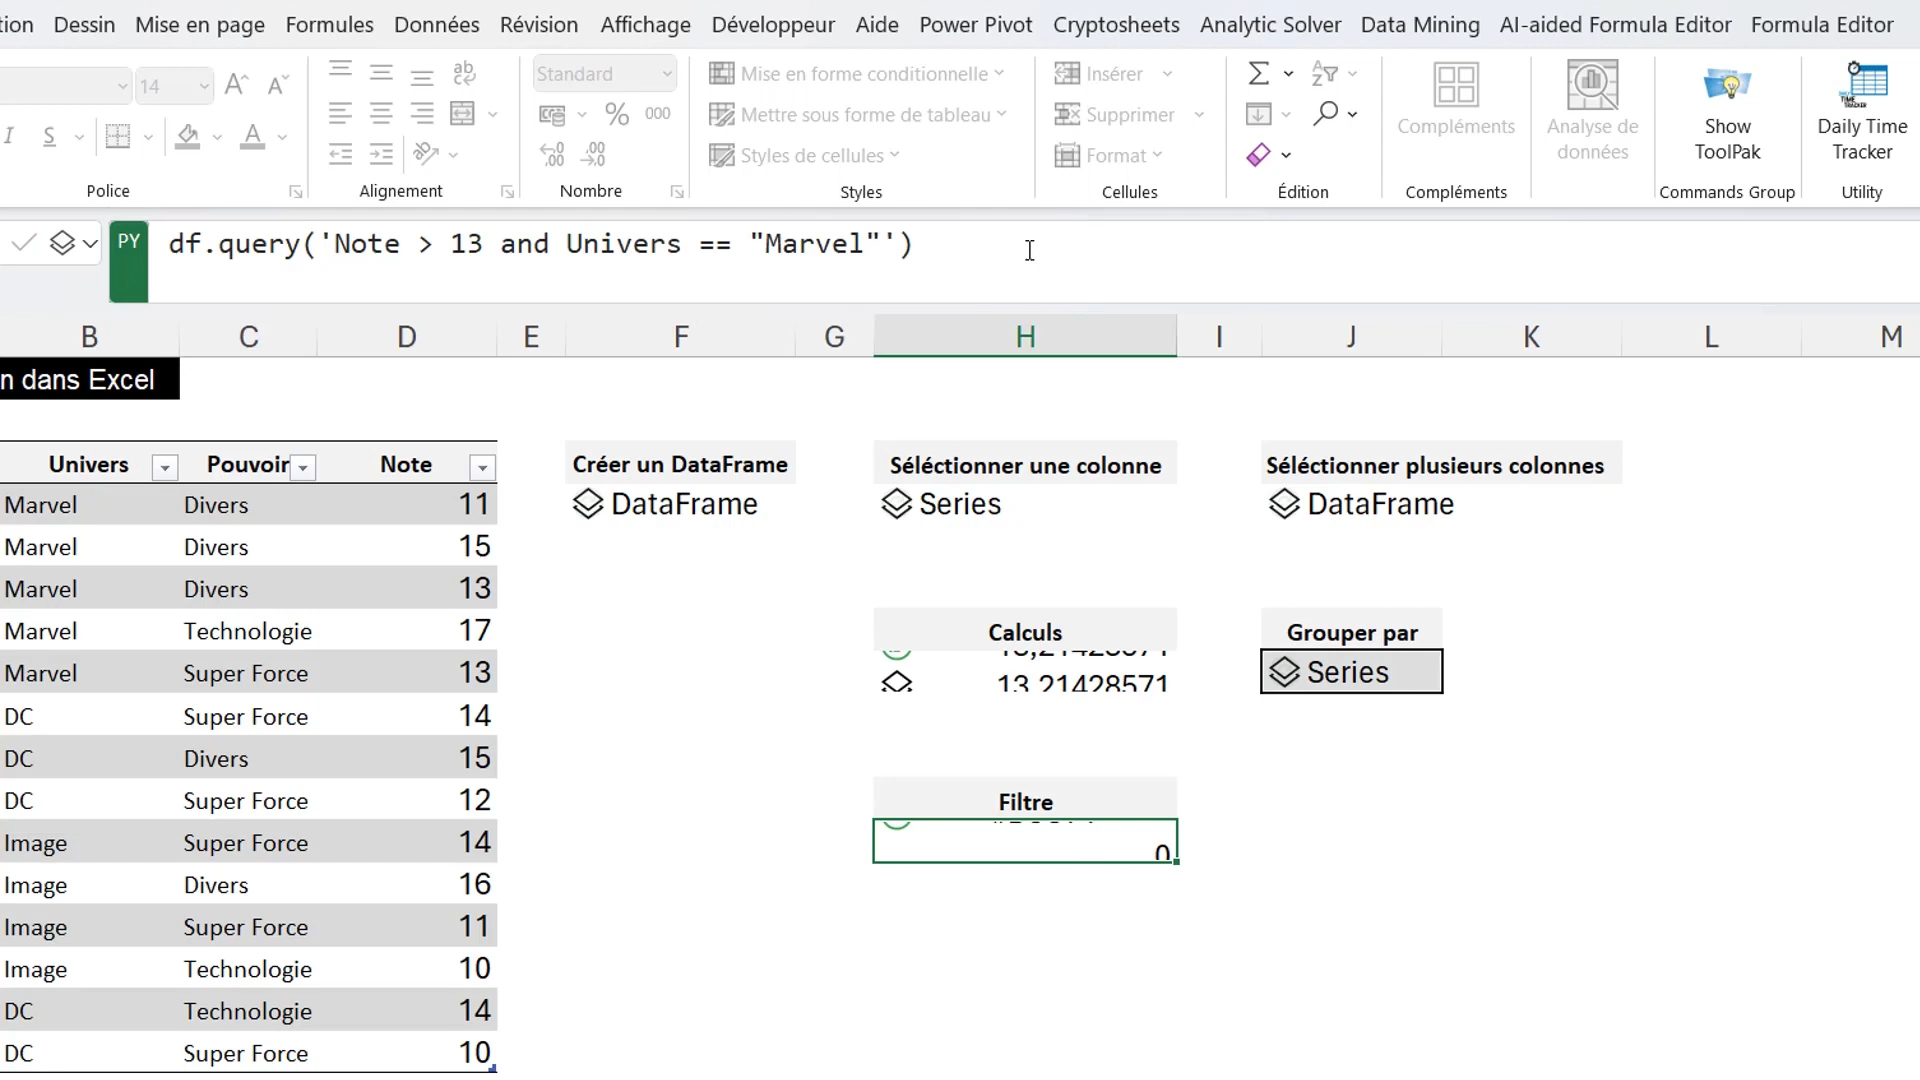 tion Dessin Mise en page Formules Données Révision Affichage Développeur Aide Power Pivot Cryptosheets Analytic Solver Data Mining AI-aided Formula Editor Formula Editor
14 A A ab Standard Mise en forme conditionnelle Insérer Σ
% 000 Mettre sous forme de tableau Supprimer Compléments Analyse de données Show ToolPak Daily Time Tracker
I S A ,00 ,0 Styles de cellules Format
Police Alignement Nombre Styles Cellules Édition Compléments Commands Group Utility
PY df.query('Note > 13 and Univers == "Marvel"')
B C D E F G H I J K L M
n dans Excel
Univers Pouvoir Note Créer un DataFrame Séléctionner une colonne Séléctionner plusieurs colonnes
Marvel Divers 11 DataFrame Series DataFrame
Marvel Divers 15
Marvel Divers 13
Marvel Technologie 17 Calculs Grouper par
Marvel Super Force 13 13,21428571 Series
DC Super Force 14
DC Divers 15
DC Super Force 12 Filtre
Image Super Force 14 0
Image Divers 16
Image Super Force 11
Image Technologie 10
DC Technologie 14
DC Super Force 10